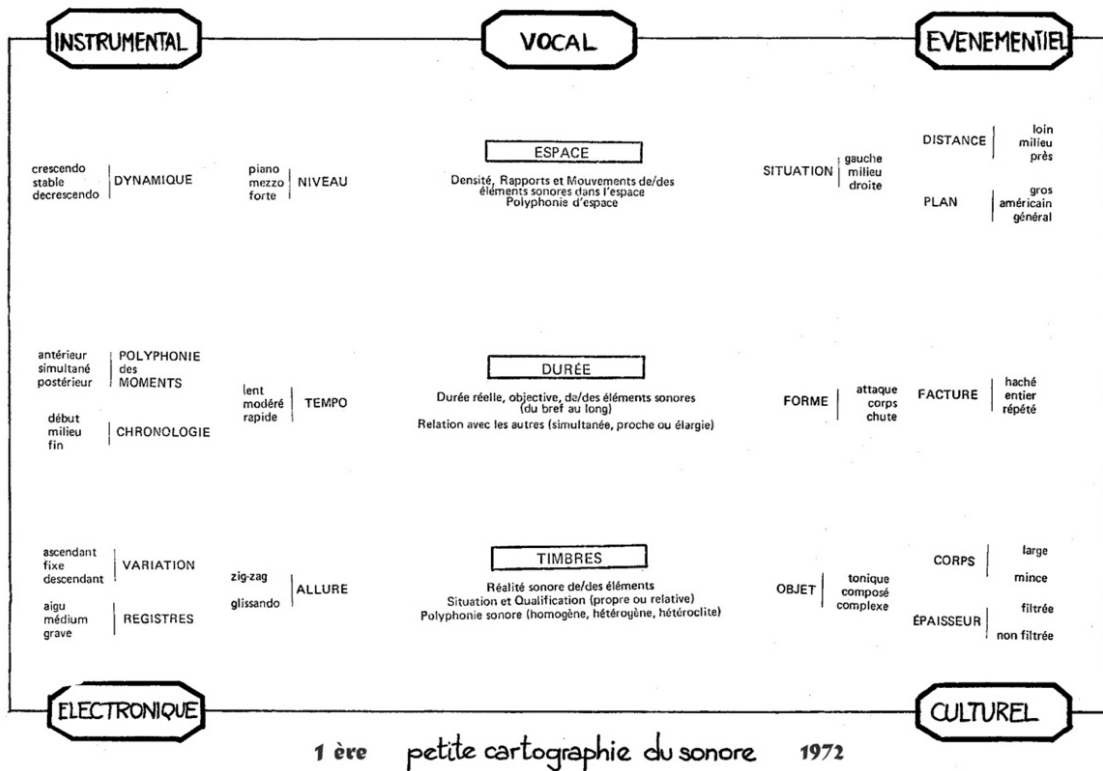 INSTRUMENTAL
VOCAL
EVENEMENTIEL
crescendo
stable
decrescendo
DYNAMIQUE
piano
mezzo
forte
NIVEAU
ESPACE
Densité, Rapports et Mouvements de/des
éléments sonores dans l'espace
Polyphonie d'espace
SITUATION
gauche
milieu
droite
DISTANCE
loin
milieu
près
PLAN
gros
américain
général
antérieur
simultané
postérieur
POLYPHONIE
des
MOMENTS
début
milieu
fin
CHRONOLOGIE
lent
modéré
rapide
TEMPO
DURÉE
Durée réelle, objective, de/des éléments sonores
(du bref au long)
Relation avec les autres (simultanée, proche ou élargie)
FORME
attaque
corps
chute
FACTURE
haché
entier
répété
ascendant
fixe
descendant
VARIATION
aigu
médium
grave
REGISTRES
zig-zag
glissando
ALLURE
TIMBRES
Réalité sonore de/des éléments
Situation et Qualification (propre ou relative)
Polyphonie sonore (homogène, hétérogène, hétéroclite)
OBJET
tonique
composé
complexe
CORPS
large
mince
ÉPAISSEUR
filtrée
non filtrée
ELECTRONIQUE
CULTUREL
1 ère petite cartographie du sonore 1972